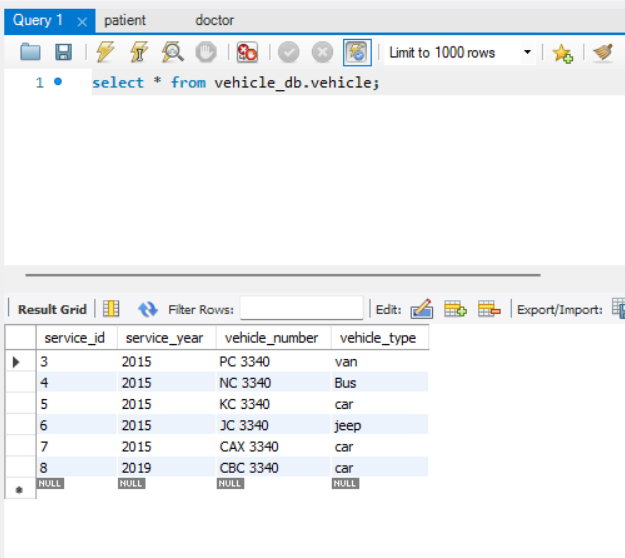 Query 1 patient doctor
Limit to 1000 rows
1 select * from vehicle_db.vehicle;
Result Grid Filter Rows: Edit: Export/Import:
service_id service_year vehicle_number vehicle_type
3 2015 PC 3340 van
4 2015 NC 3340 Bus
5 2015 KC 3340 car
6 2015 JC 3340 jeep
7 2015 CAX 3340 car
8 2019 CBC 3340 car
NULL NULL NULL NULL